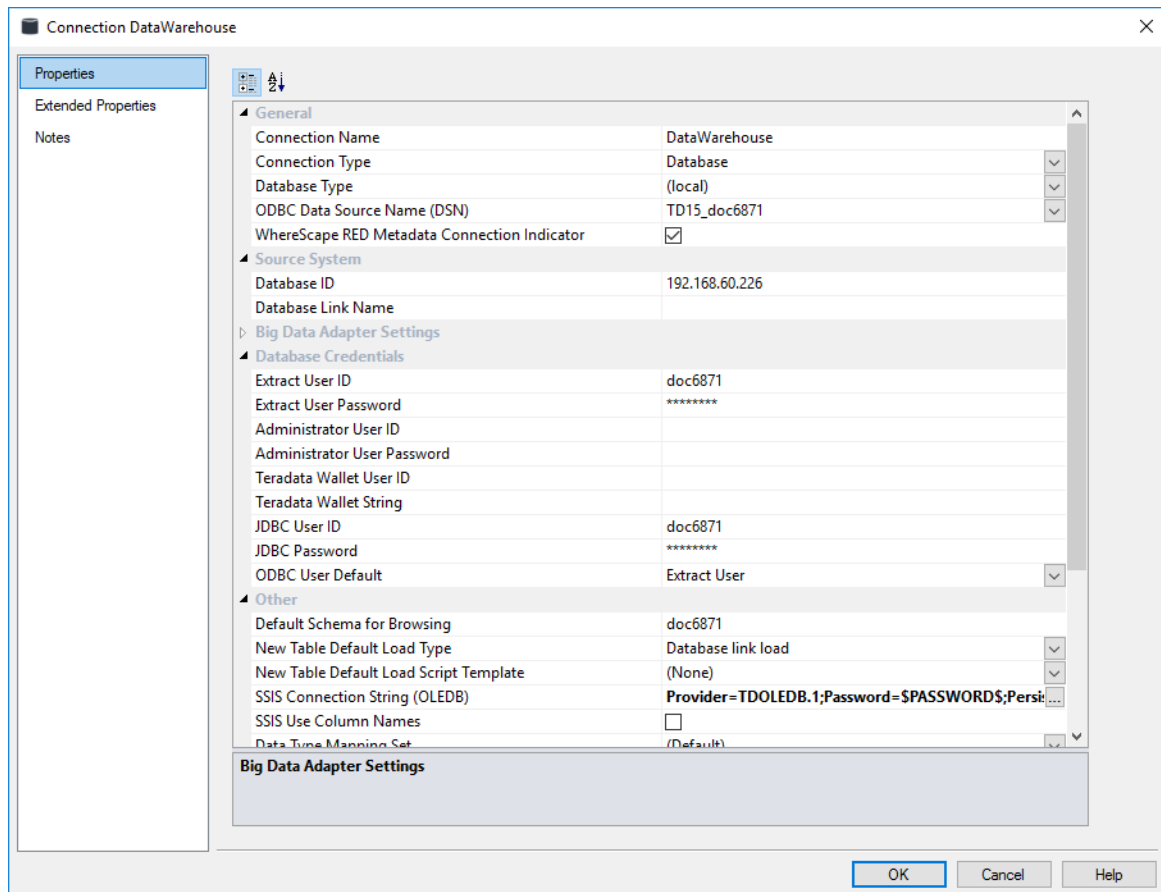 Connection DataWarehouse
Properties
Extended Properties
Notes
General
Connection Name DataWarehouse
Connection Type Database
Database Type (local)
ODBC Data Source Name (DSN) TD15_doc6871
WhereScape RED Metadata Connection Indicator
Source System
Database ID 192.168.60.226
Database Link Name
Big Data Adapter Settings
Database Credentials
Extract User ID doc6871
Extract User Password ********
Administrator User ID
Administrator User Password
Teradata Wallet User ID
Teradata Wallet String
JDBC User ID doc6871
JDBC Password ********
ODBC User Default Extract User
Other
Default Schema for Browsing doc6871
New Table Default Load Type Database link load
New Table Default Load Script Template (None)
SSIS Connection String (OLEDB) Provider=TDOLEDB.1;Password=$PASSWORD$;Persi ...
SSIS Use Column Names
Data Type Mapping Set (Default)
Big Data Adapter Settings
OK Cancel Help